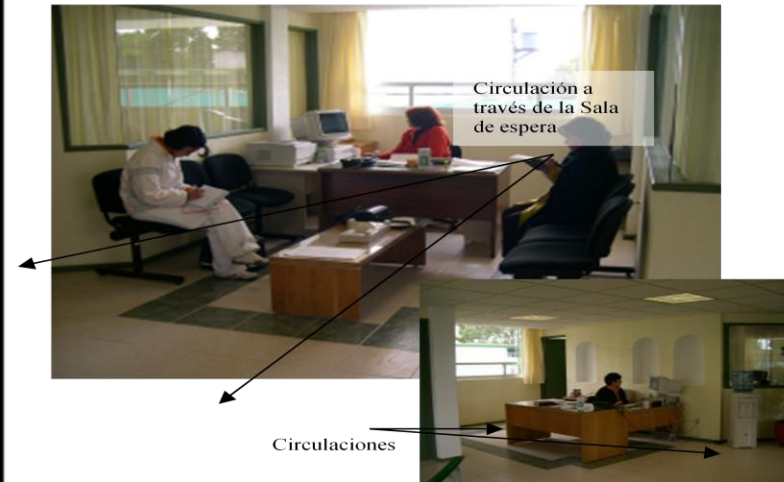 Circulación a
través de la Sala
de espera
Circulaciones